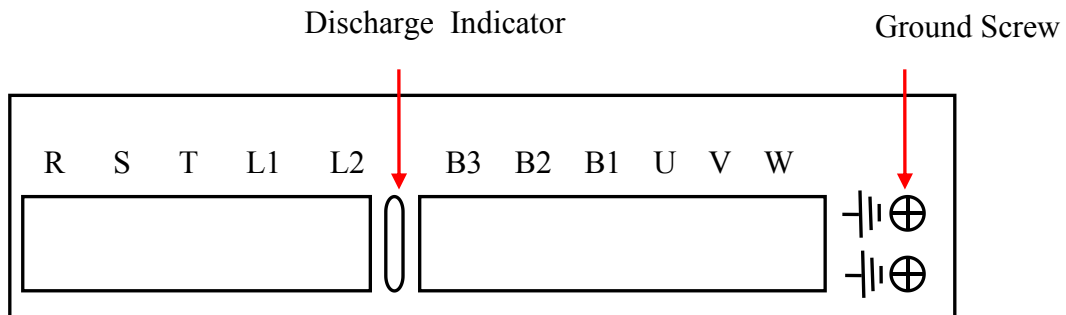 Discharge Indicator
Ground Screw
R S T L1 L2 B3 B2 B1 U V W